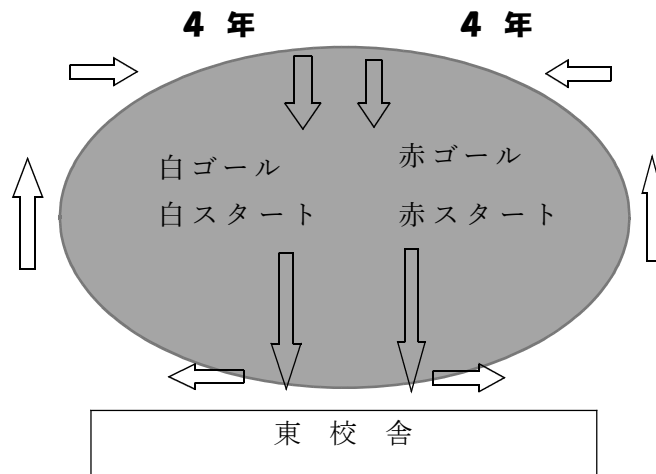 4年 4年
白ゴール 赤ゴール
白スタート 赤スタート
東校舎